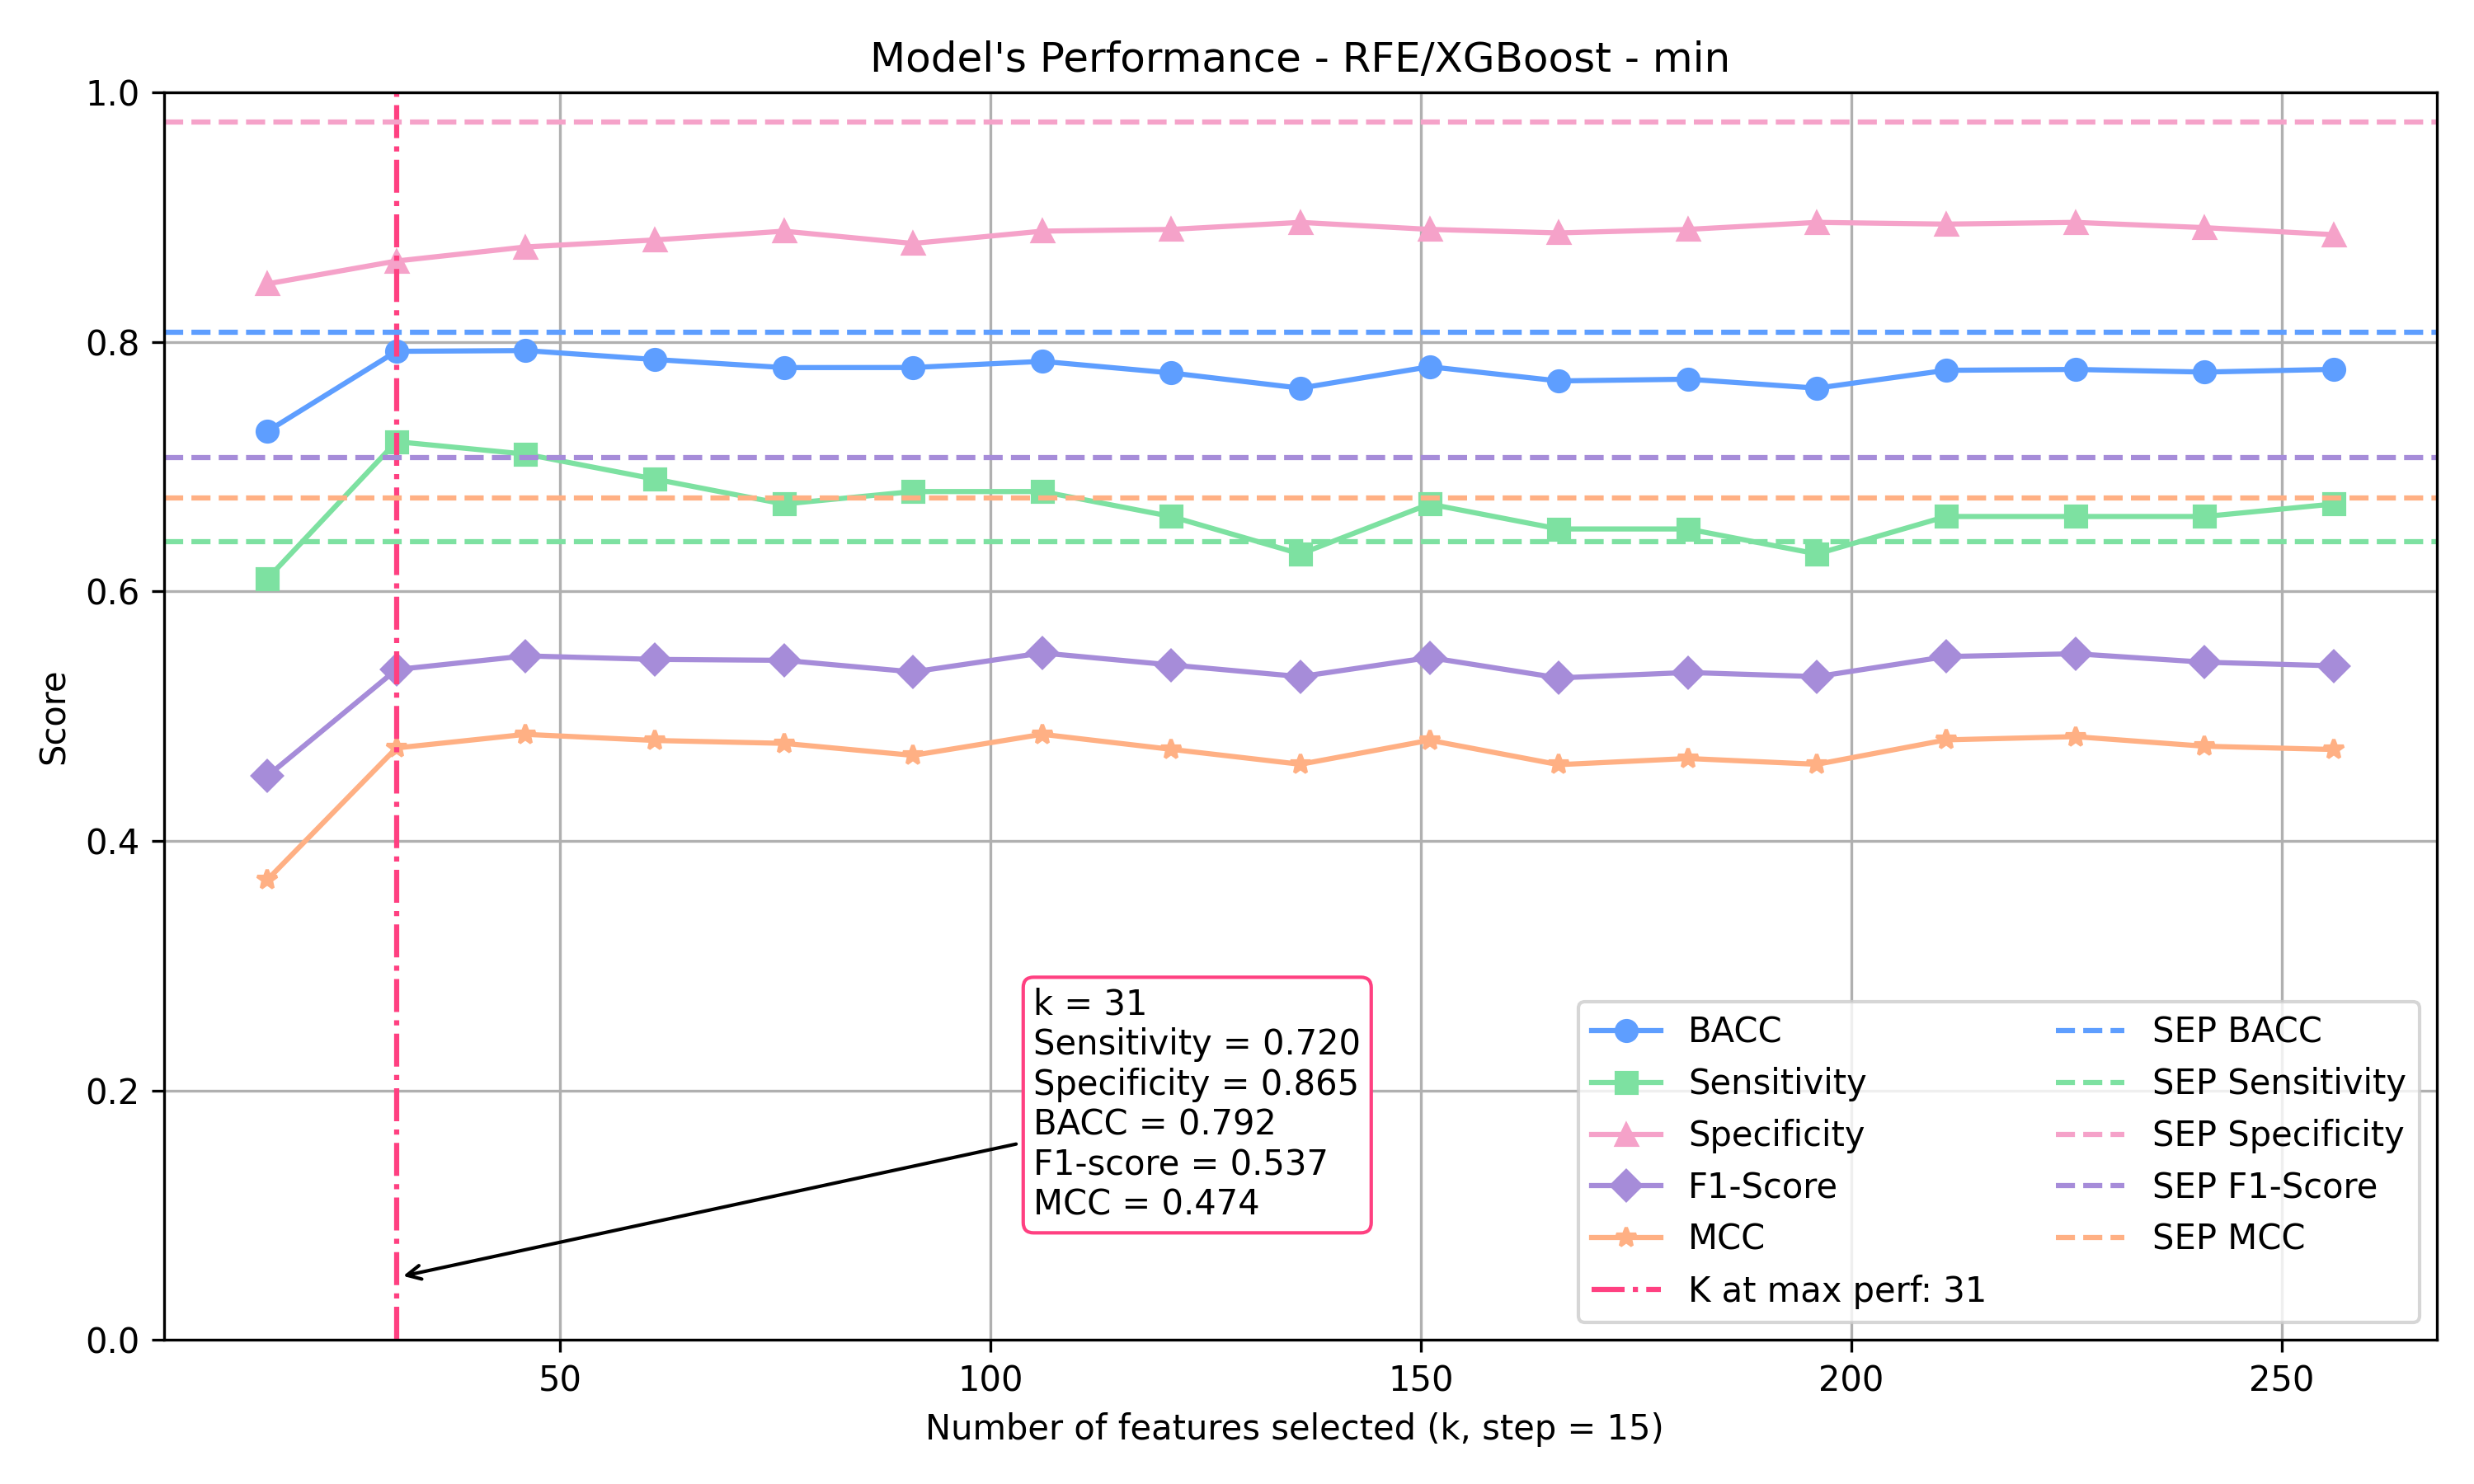 Model's Performance - RFE/XGBoost - min
1.0
0.8
0.6
0.4
0.2
0.0
Score
k = 31
Sensitivity = 0.720
Specificity = 0.865
BACC = 0.792
F1-score = 0.537
MCC = 0.474
BACC
Sensitivity
Specificity
F1-Score
MCC
K at max perf: 31
SEP BACC
SEP Sensitivity
SEP Specificity
SEP F1-Score
SEP MCC
50
100
150
200
250
Number of features selected (k, step = 15)